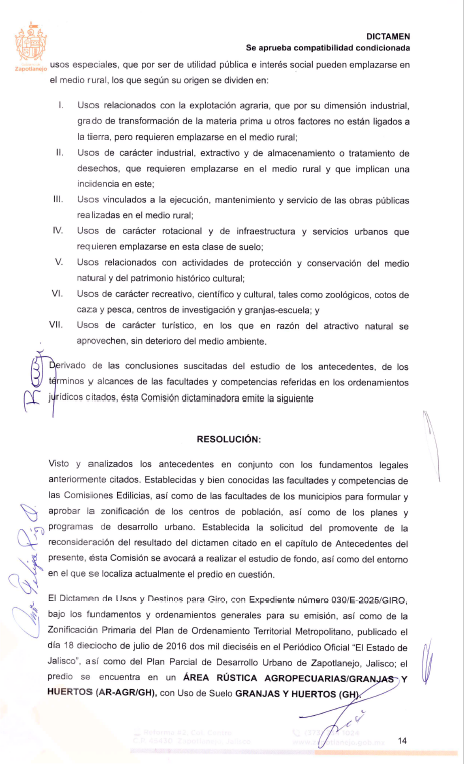 DICTAMEN
Se aprueba compatibilidad condicionada
Zapotlanejo
usos especiales, que por ser de utilidad pública e interés social pueden emplazarse en
el medio rural, los que según su origen se dividen en:
I. Usos relacionados con la explotación agraria, que por su dimensión industrial,
grado de transformación de la materia prima u otros factores no están ligados a
la tierra, pero requieren emplazarse en el medio rural;
II. Usos de carácter industrial, extractivo y de almacenamiento o tratamiento de
desechos, que requieren emplazarse en el medio rural y que implican una
incidencia en este;
III. Usos vinculados a la ejecución, mantenimiento y servicio de las obras públicas
realizadas en el medio rural;
IV. Usos de carácter rotacional y de infraestructura y servicios urbanos que
requieren emplazarse en esta clase de suelo;
V. Usos relacionados con actividades de protección y conservación del medio
natural y del patrimonio histórico cultural;
VI. Usos de carácter recreativo, científico y cultural, tales como zoológicos, cotos de
caza y pesca, centros de investigación y granjas-escuela; y
VII. Usos de carácter turístico, en los que en razón del atractivo natural se
aprovechen, sin deterioro del medio ambiente.
Derivado de las conclusiones suscitadas del estudio de los antecedentes, de los
términos y alcances de las facultades y competencias referidas en los ordenamientos
jurídicos citados, ésta Comisión dictaminadora emite la siguiente
RESOLUCIÓN:
Visto y analizados los antecedentes en conjunto con los fundamentos legales
anteriormente citados. Establecidas y bien conocidas las facultades y competencias de
las Comisiones Edilicias, así como de las facultades de los municipios para formular y
aprobar la zonificación de los centros de población, así como de los planes y
programas de desarrollo urbano. Establecida la solicitud del promovente de la
reconsideración del resultado del dictamen citado en el capítulo de Antecedentes del
presente, ésta Comisión se avocará a realizar el estudio de fondo, así como del entorno
en el que se localiza actualmente el predio en cuestión.
El Dictamen de Usos y Destinos para Giro, con Expediente número 030/E-2025/GIRO,
bajo los fundamentos y ordenamientos generales para su emisión, así como de la
Zonificación Primaria del Plan de Ordenamiento Territorial Metropolitano, publicado el
día 18 dieciocho de julio de 2016 dos mil dieciséis en el Periódico Oficial "El Estado de
Jalisco", así como del Plan Parcial de Desarrollo Urbano de Zapotlanejo, Jalisco; el
predio se encuentra en un ÁREA RÚSTICA AGROPECUARIAS/GRANJAS Y
HUERTOS (AR-AGR/GH), con Uso de Suelo GRANJAS Y HUERTOS (GH).
14